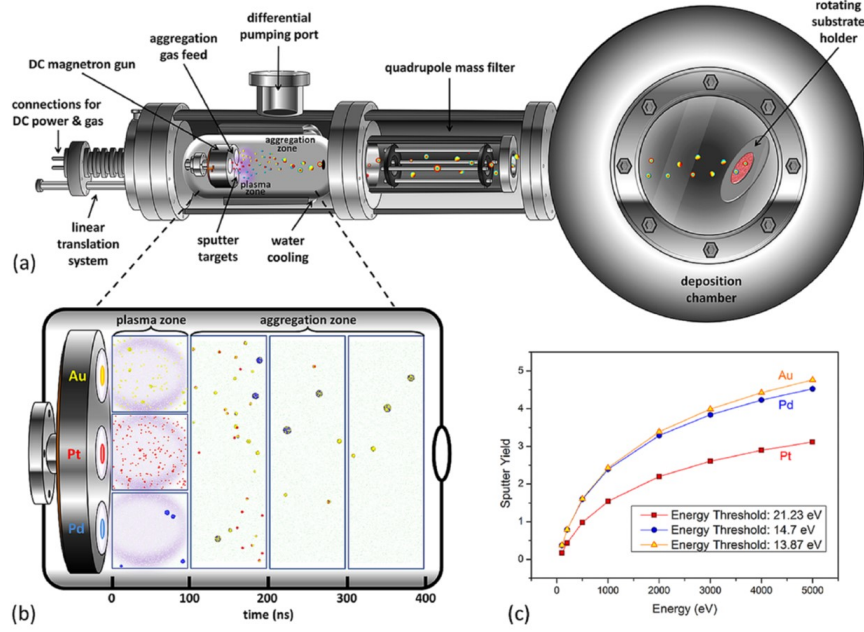 differential
pumping port
aggregation
gas feed
DC magnetron gun
connections for
DC power & gas
quadrupole mass filter
rotating
substrate
holder
aggregation
zone
plasma
zone
linear
translation
system
sputter
targets
water
cooling
deposition
chamber
(a)
plasma zone
aggregation zone
Au
Pt
Pd
0
100
200
300
400
time (ns)
(b)
Sputter Yield
5
4
3
2
1
0
Au
Pd
Pt
Energy Threshold: 21.23 eV
Energy Threshold: 14.7 eV
Energy Threshold: 13.87 eV
0
1000
2000
3000
4000
5000
Energy (eV)
(c)